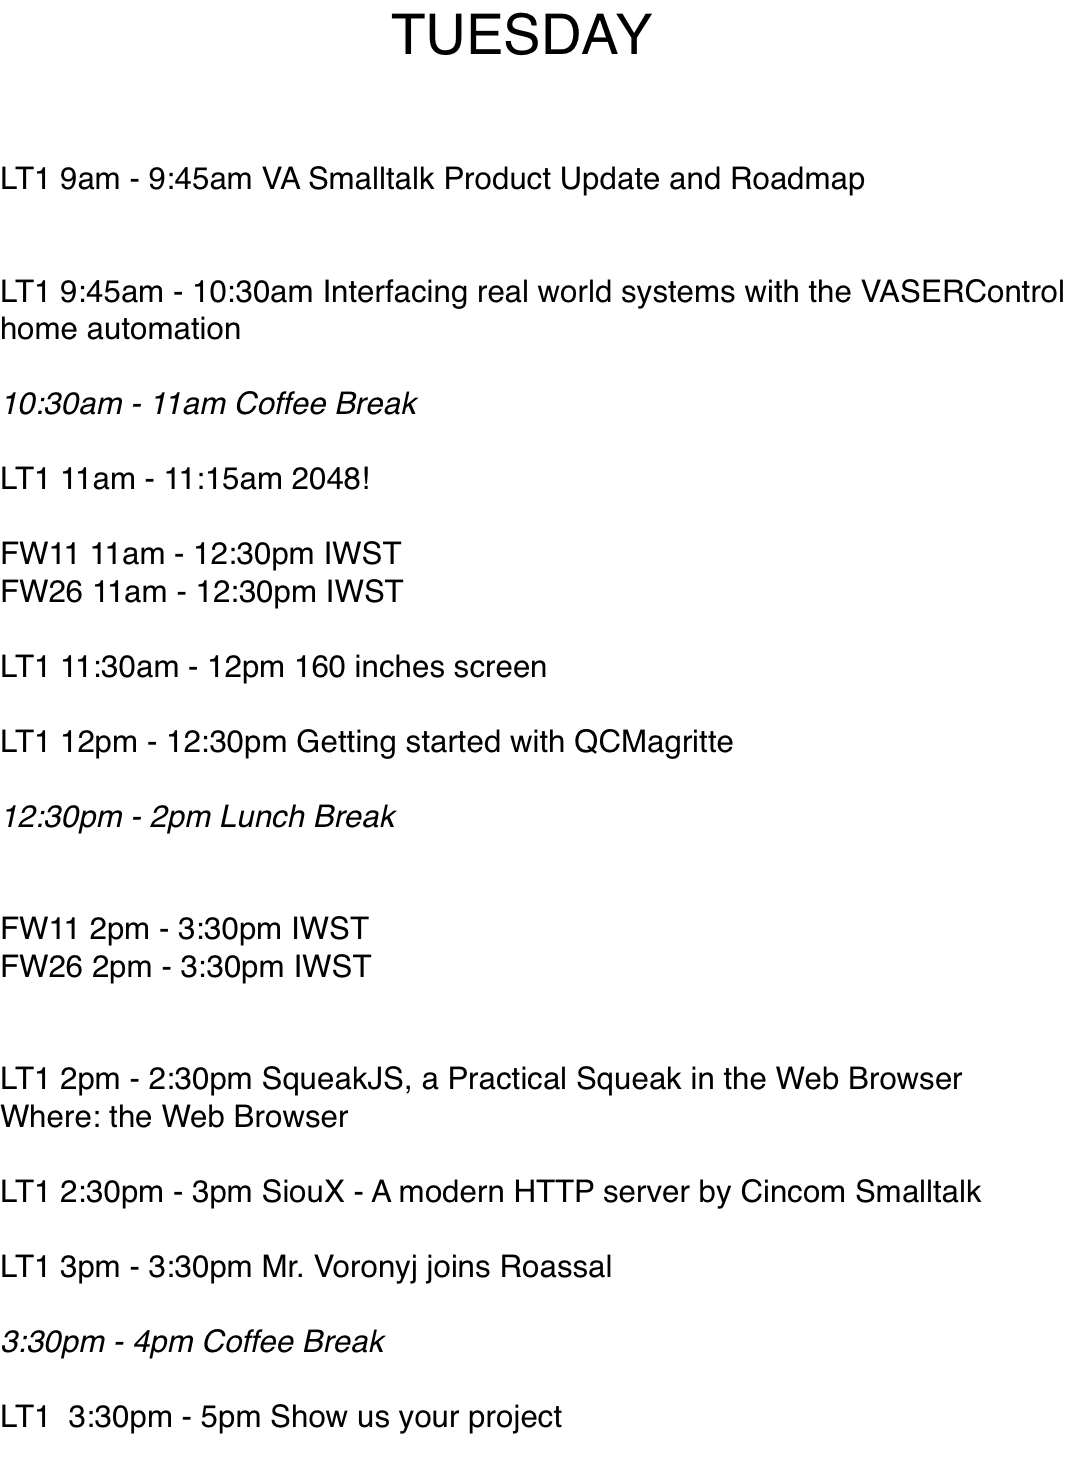 TUESDAY
LT1 9am - 9:45am VA Smalltalk Product Update and Roadmap
LT1 9:45am - 10:30am Interfacing real world systems with the VASERControl
home automation
10:30am - 11am Coffee Break
LT1 11am - 11:15am 2048!
FW11 11am - 12:30pm IWST
FW26 11am - 12:30pm IWST
LT1 11:30am - 12pm 160 inches screen
LT1 12pm - 12:30pm Getting started with QCMagritte
12:30pm - 2pm Lunch Break
FW11 2pm - 3:30pm IWST
FW26 2pm - 3:30pm IWST
LT1 2pm - 2:30pm SqueakJS, a Practical Squeak in the Web Browser
Where: the Web Browser
LT1 2:30pm - 3pm SiouX - A modern HTTP server by Cincom Smalltalk
LT1 3pm - 3:30pm Mr. Voronyj joins Roassal
3:30pm - 4pm Coffee Break
LT1  3:30pm - 5pm Show us your project